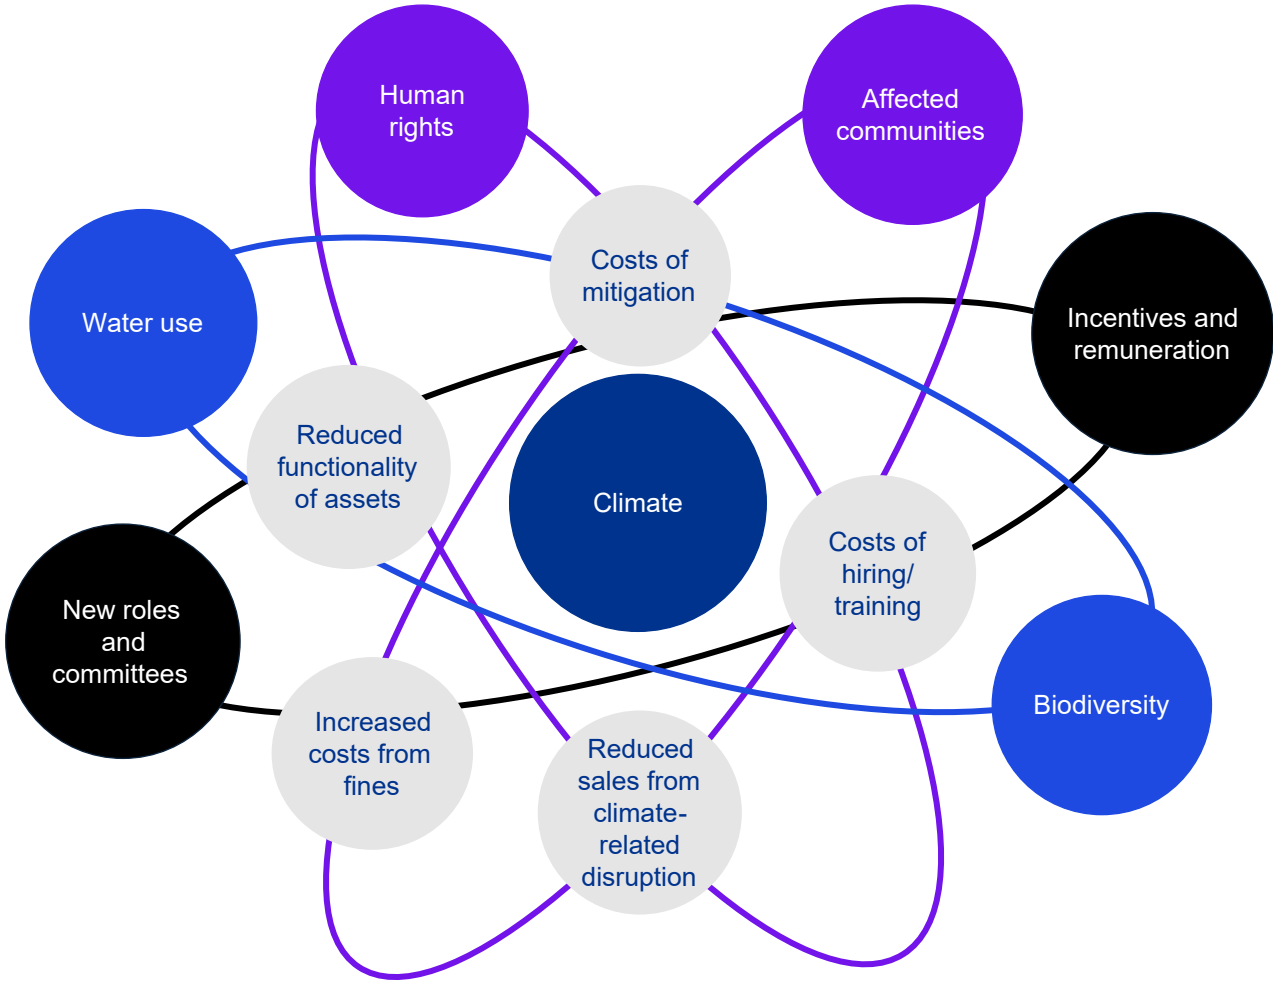 Human
rights
Affected
communities
Costs of
mitigation
Water use
Incentives and
remuneration
Reduced
functionality
of assets
Climate
Costs of
hiring/
training
New roles
and
committees
Biodiversity
Increased
costs from
fines
Reduced
sales from
climate-
related
disruption